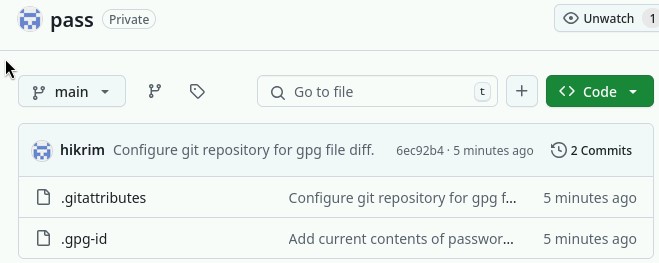 pass Private Unwatch 1
main Go to file t + Code
hikrim Configure git repository for gpg file diff. 6ec92b4 · 5 minutes ago 2 Commits
.gitattributes Configure git repository for gpg f... 5 minutes ago
.gpg-id Add current contents of passwor... 5 minutes ago